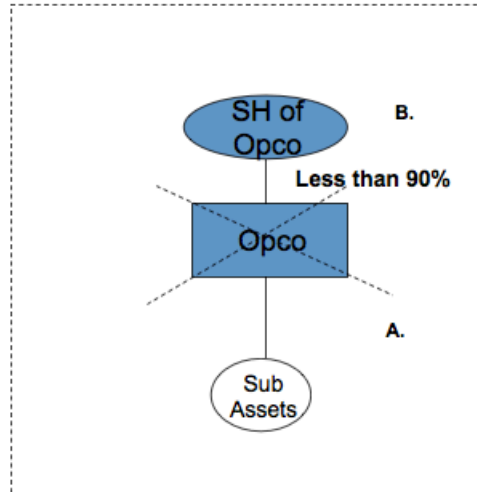 SH of
Opco
B.
Less than 90%
Opco
A.
Sub
Assets